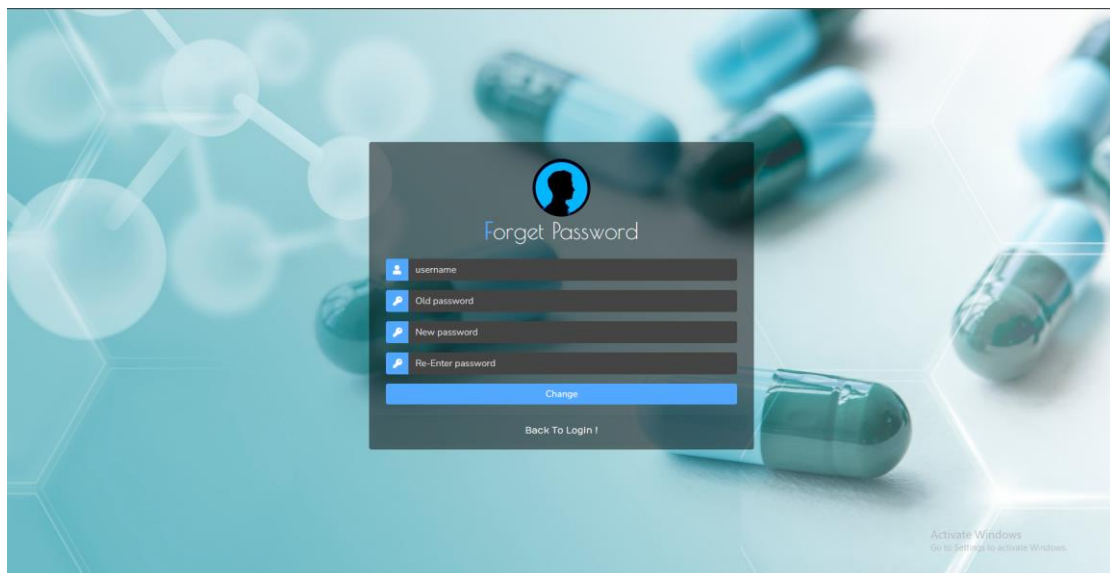 Forget Password
username
Old password
New password
Re-Enter password
Change
Back To Login !
Activate Windows
Go to Settings to activate Windows.